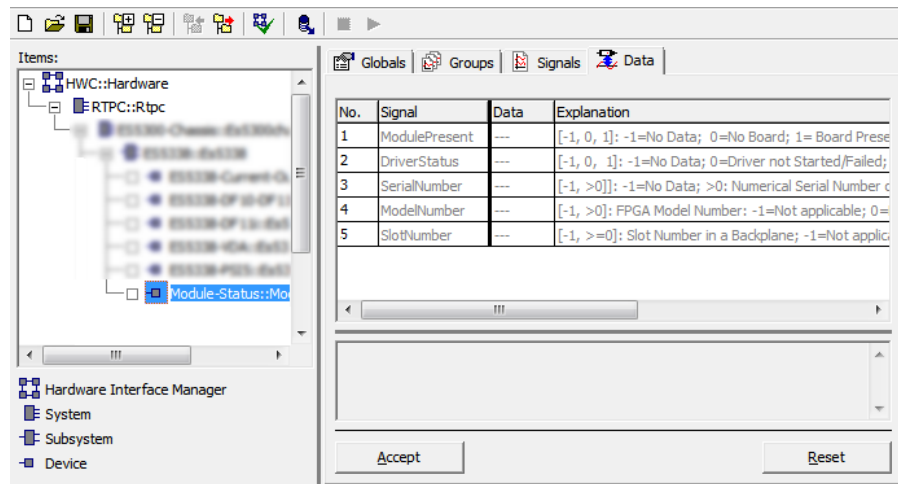 Items:
HWC::Hardware
RTPC::Rtpc
Module-Status::Mo
Hardware Interface Manager
System
Subsystem
Device
Globals Groups Signals Data
No. Signal Data Explanation
1 ModulePresent --- [-1, 0, 1]: -1=No Data; 0=No Board; 1= Board Prese
2 DriverStatus --- [-1, 0, 1]: -1=No Data; 0=Driver not Started/Failed;
3 SerialNumber --- [-1, >0]]: -1=No Data; >0: Numerical Serial Number
4 ModelNumber --- [-1, >0]: FPGA Model Number: -1=Not applicable; 0=
5 SlotNumber --- [-1, >=0]: Slot Number in a Backplane; -1=Not applic
Accept Reset